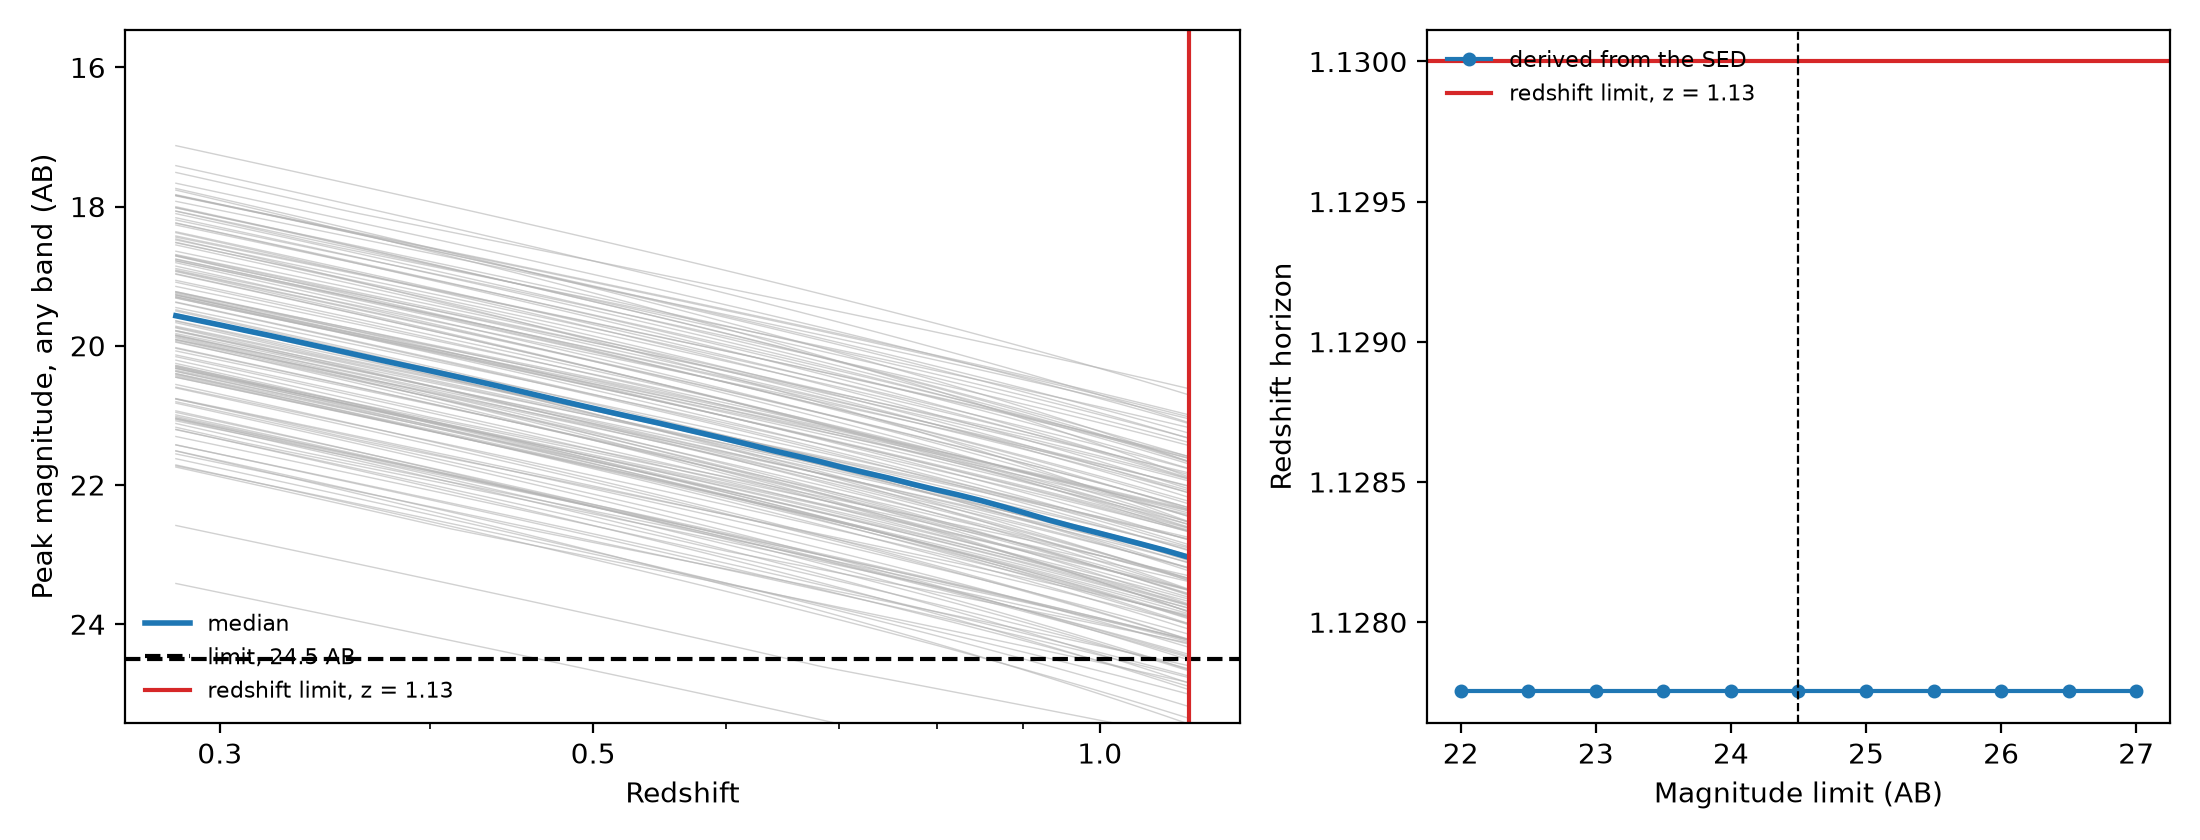 16
18
20
22
24
Peak magnitude, any band (AB)
median
limit, 24.5 AB
redshift limit, z = 1.13
0.3
0.5
1.0
Redshift
1.1300
1.1295
1.1290
1.1285
1.1280
Redshift horizon
derived from the SED
redshift limit, z = 1.13
22
23
24
25
26
27
Magnitude limit (AB)